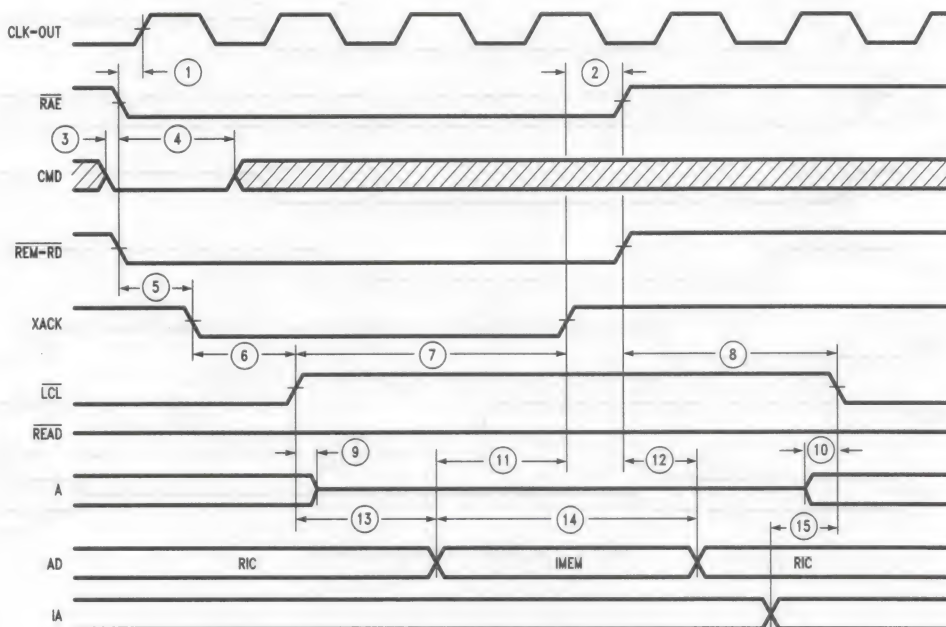 CLK-OUT
1
2
RAE
3
4
CMD
REM-RD
5
XACK
6
7
8
LCL
READ
9
10
11
12
A
13
14
15
AD
RIC
IMEM
RIC
IA